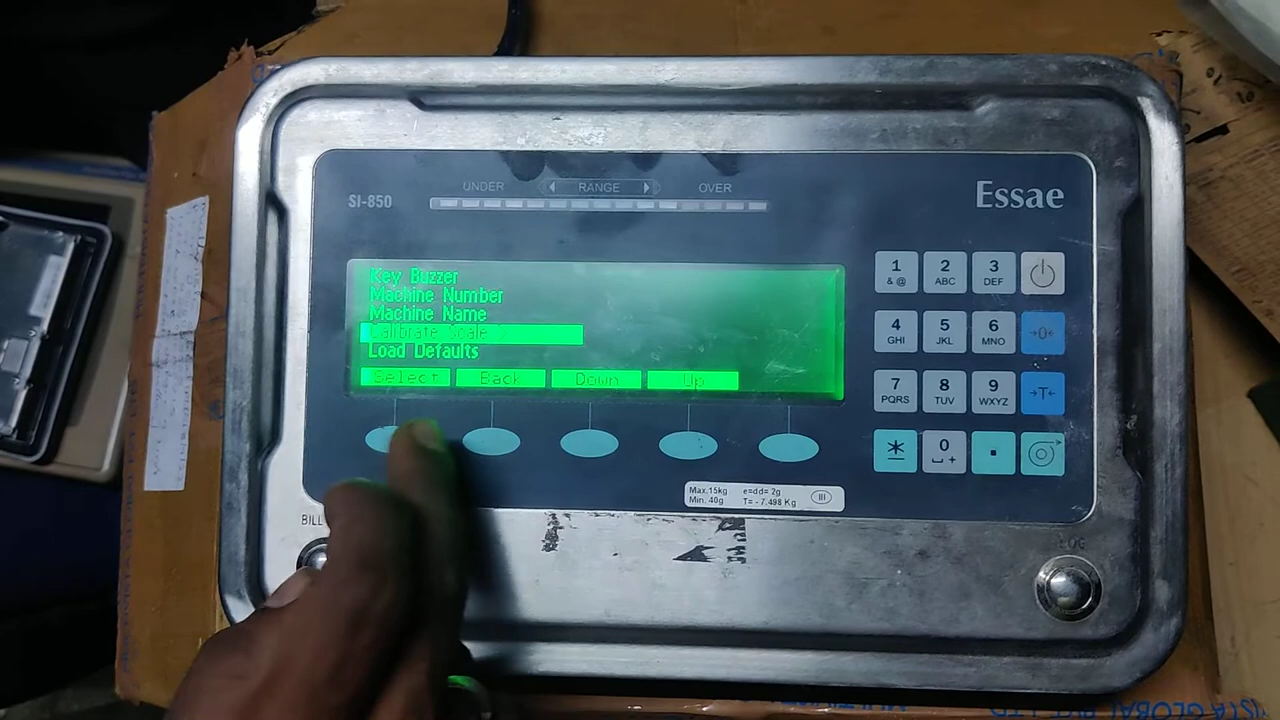 UNDER RANGE OVER
SI-850
Essae
Key Buzzer
Machine Number
Machine Name
Calibrate Scale
Load Defaults
Select Back Down Up
1 2 3
& @ ABC DEF
4 5 6 →0←
GHI JKL MNO
7 8 9 →T←
PQRS TUV WXYZ
* 0 .
Max.15kg e=dd= 2g
Min. 40g T= - 7.498 Kg III
BILL
LOG